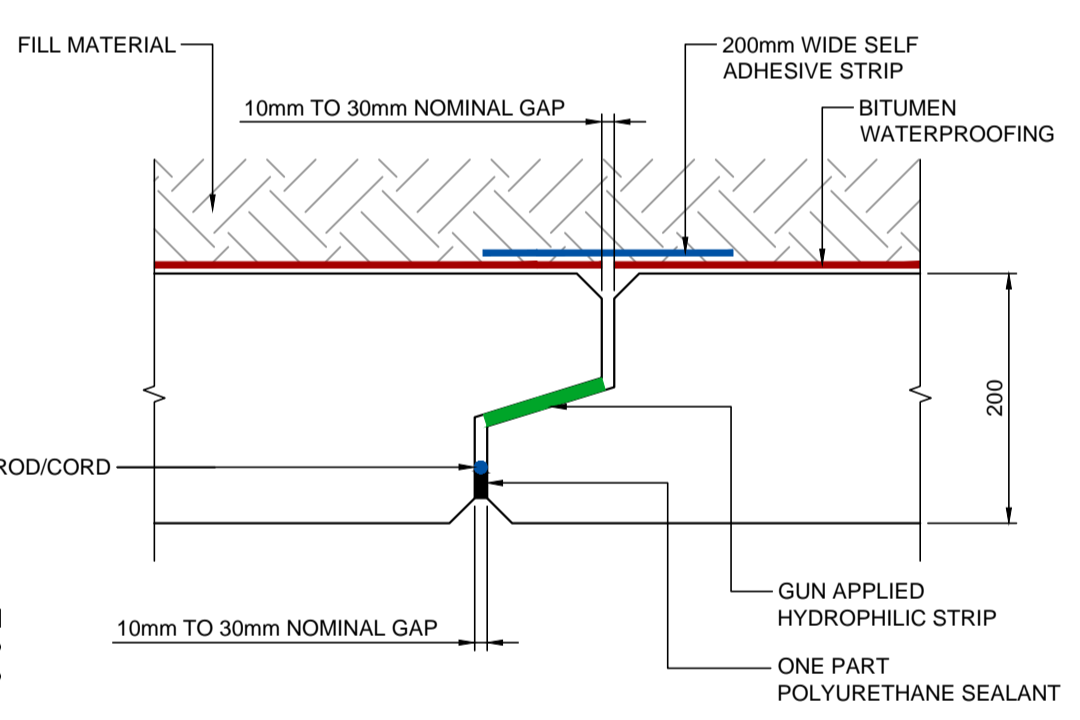 FILL MATERIAL
200mm WIDE SELF
ADHESIVE STRIP
10mm TO 30mm NOMINAL GAP
BITUMEN
WATERPROOFING
200
ROD/CORD
GUN APPLIED
HYDROPHILIC STRIP
10mm TO 30mm NOMINAL GAP
ONE PART
POLYURETHANE SEALANT